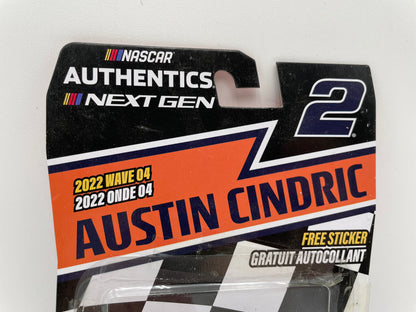 NASCAR
AUTHENTICS
NEXT GEN
2
2022 WAVE 04
2022 ONDE 04
AUSTIN CINDRIC
FREE STICKER
GRATUIT AUTOCOLLANT